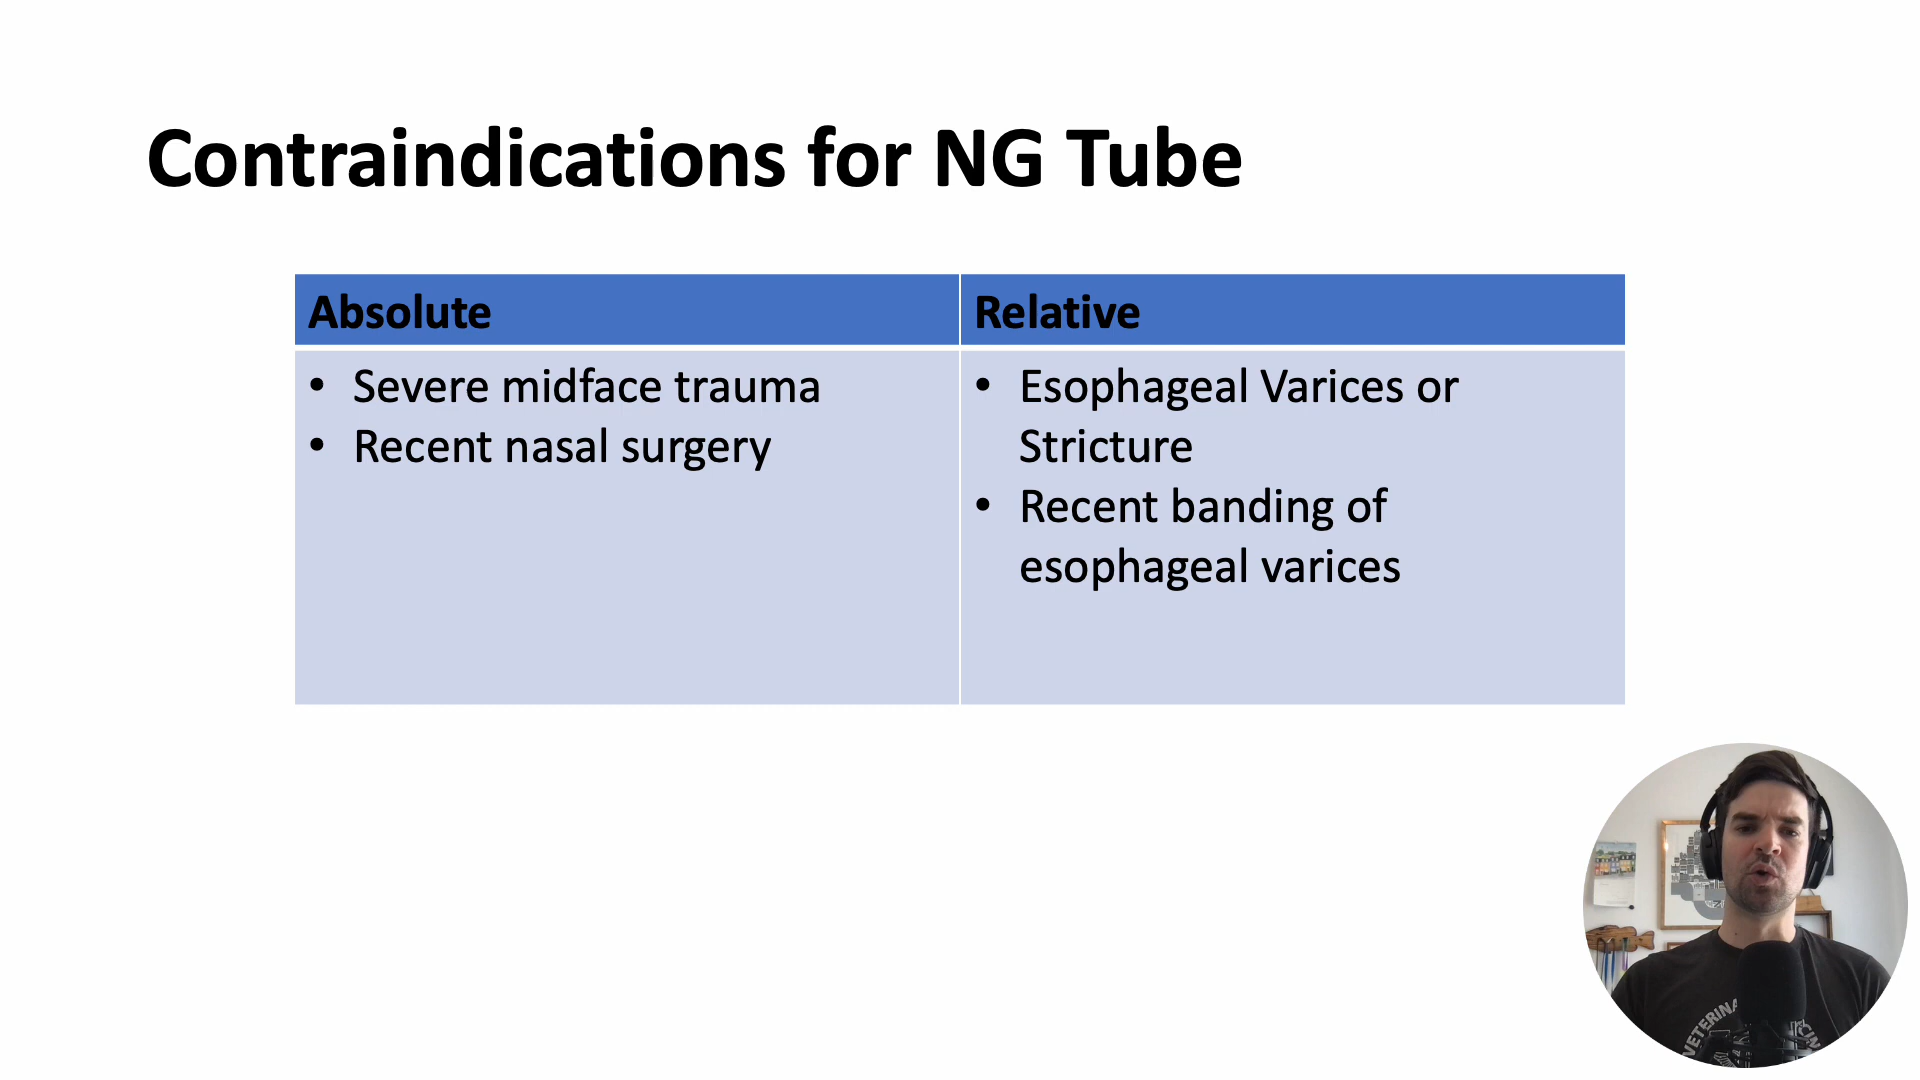 Contraindications for NG Tube
Absolute
Relative
• Severe midface trauma
• Recent nasal surgery
• Esophageal Varices or
Stricture
• Recent banding of
esophageal varices